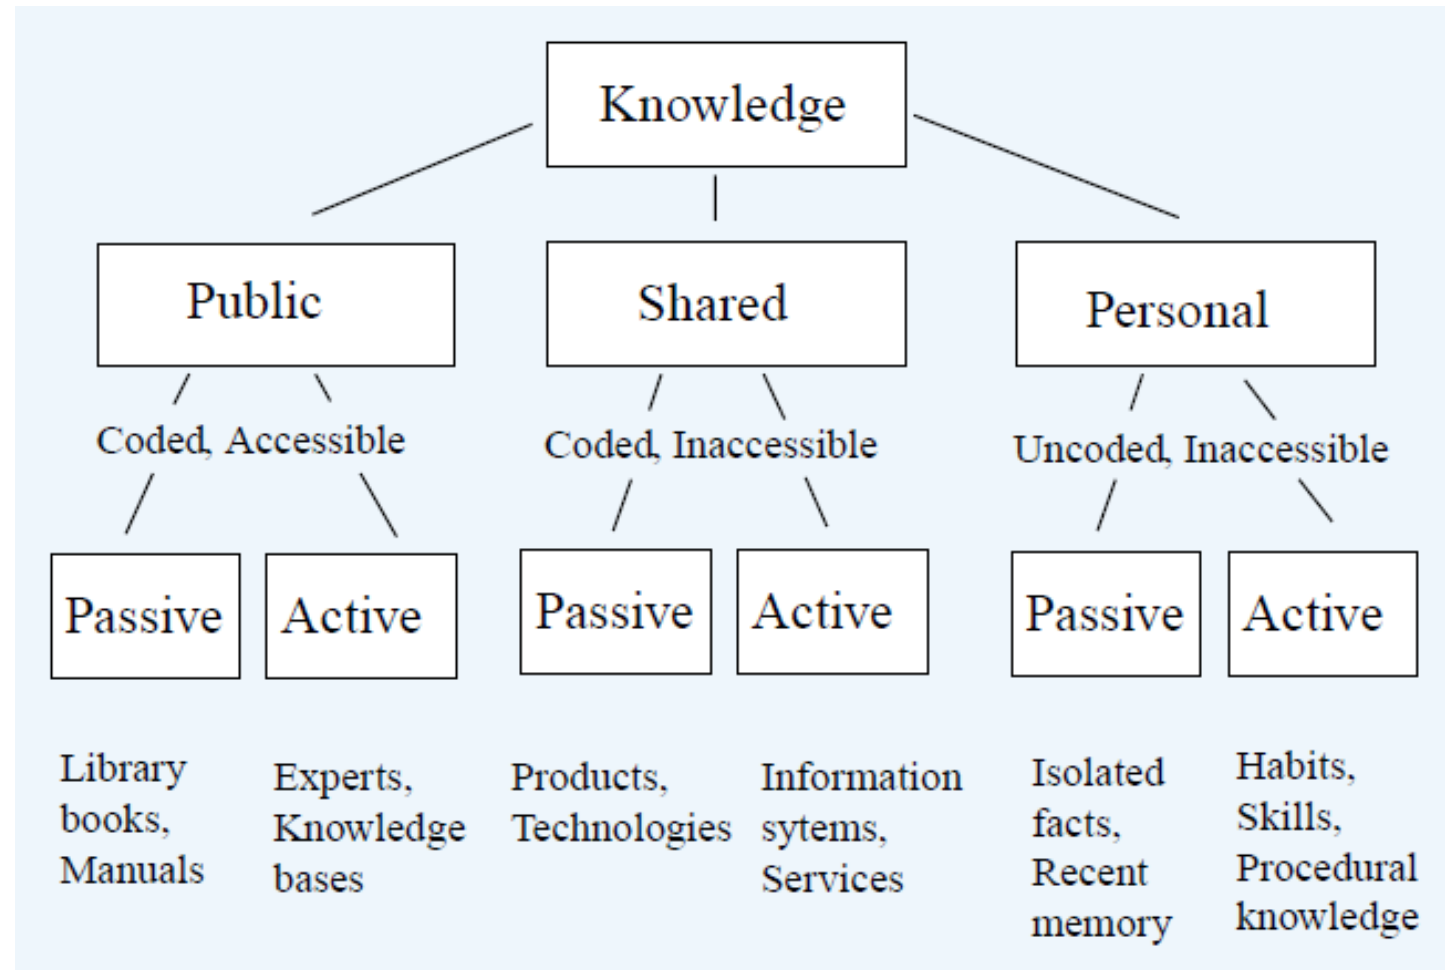 Knowledge
Public
Shared
Personal
Coded, Accessible
Coded, Inaccessible
Uncoded, Inaccessible
Passive
Active
Passive
Active
Passive
Active
Library
books,
Manuals
Experts,
Knowledge
bases
Products,
Technologies
Information
sytems,
Services
Isolated
facts,
Recent
memory
Habits,
Skills,
Procedural
knowledge